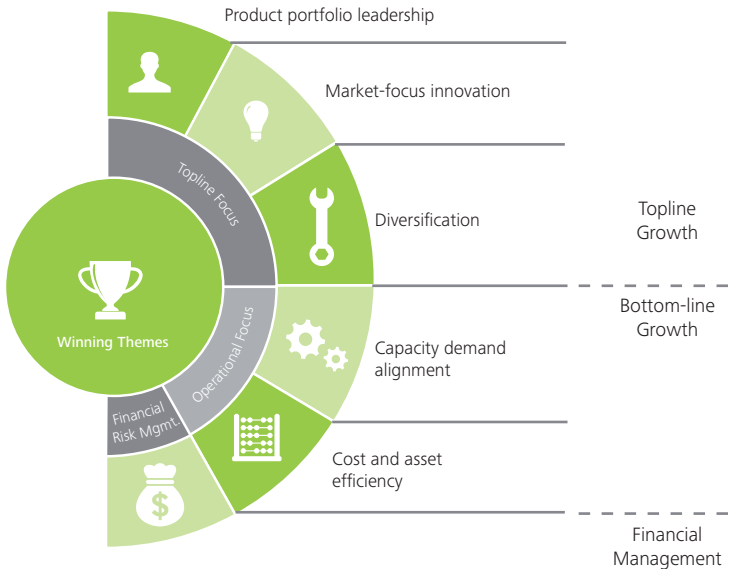 Product portfolio leadership
Market-focus innovation
Topline Focus
Diversification
Topline
Growth
Winning Themes
Operational Focus
Bottom-line
Growth
Capacity demand
alignment
Financial
Risk Mgmt.
Cost and asset
efficiency
$
Financial
Management